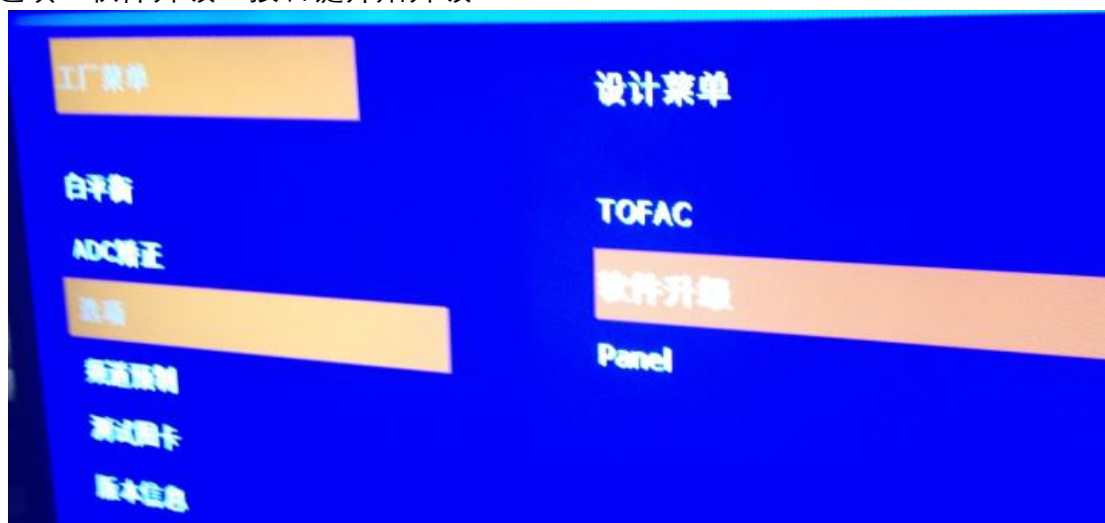 工厂菜单
白平衡
ADC矫正
选项
频道预制
测试图卡
版本信息
设计菜单
TOFAC
软件升级
Panel